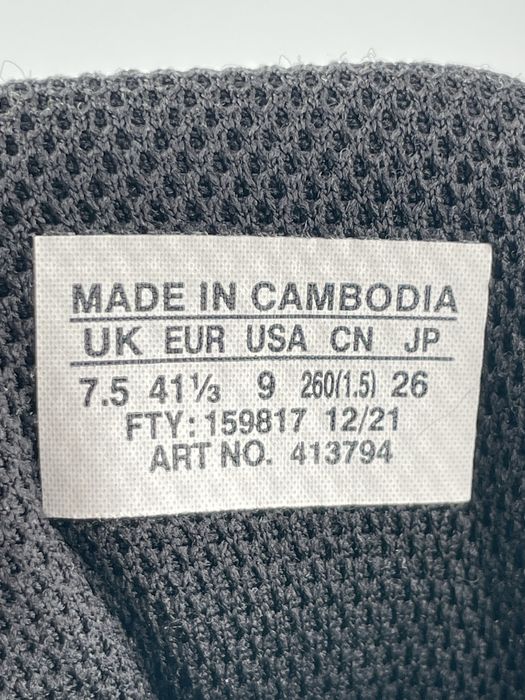 MADE IN CAMBODIA
UK EUR USA CN JP
7.5 41⅓ 9 260(1.5) 26
FTY: 159817 12/21
ART NO. 413794